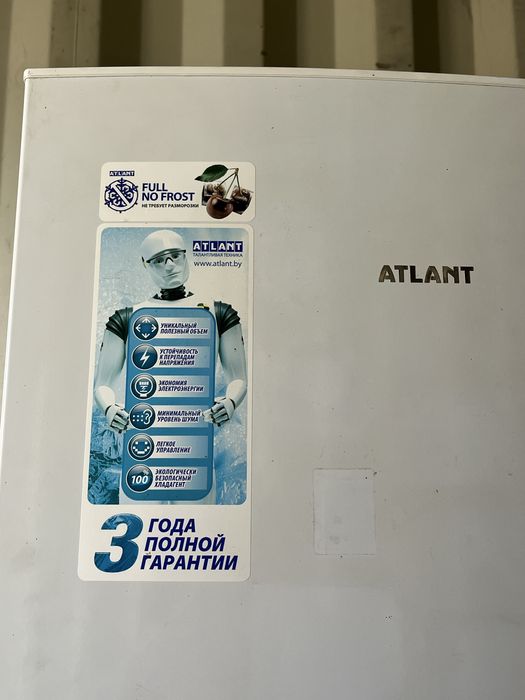 ATLANT
FULL
NO FROST
НЕ ТРЕБУЕТ РАЗМОРОЗКИ
ATLANT
ТАЛАНТЛИВАЯ ТЕХНИКА
www.atlant.by
ATLANT
УНИКАЛЬНЫЙ
ПОЛЕЗНЫЙ ОБЪЕМ
УСТОЙЧИВОСТЬ
К ПЕРЕПАДАМ
НАПРЯЖЕНИЯ
ЭКОНОМИЯ
ЭЛЕКТРОЭНЕРГИИ
МИНИМАЛЬНЫЙ
УРОВЕНЬ ШУМА
ЛЕГКОЕ
УПРАВЛЕНИЕ
100
ЭКОЛОГИЧЕСКИ
БЕЗОПАСНЫЙ
ХЛАДАГЕНТ
3 ГОДА
ПОЛНОЙ
ГАРАНТИИ